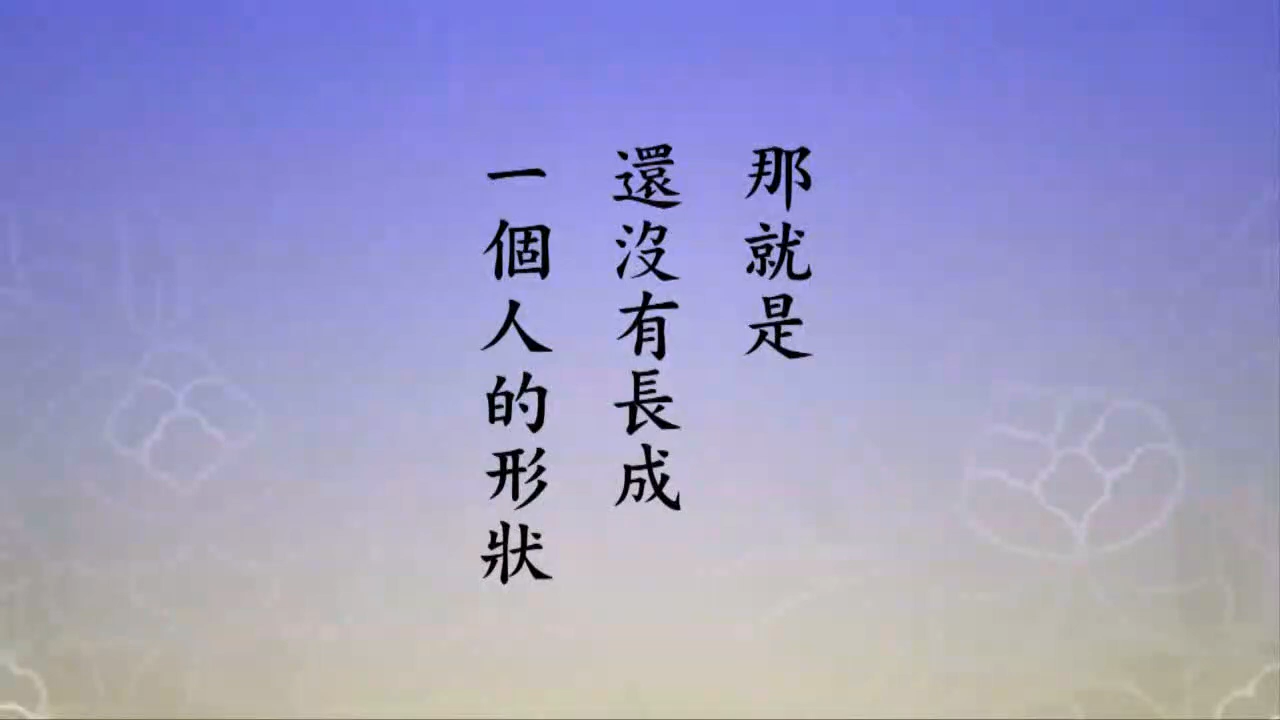 那就是
還沒有長成
一個人的形狀